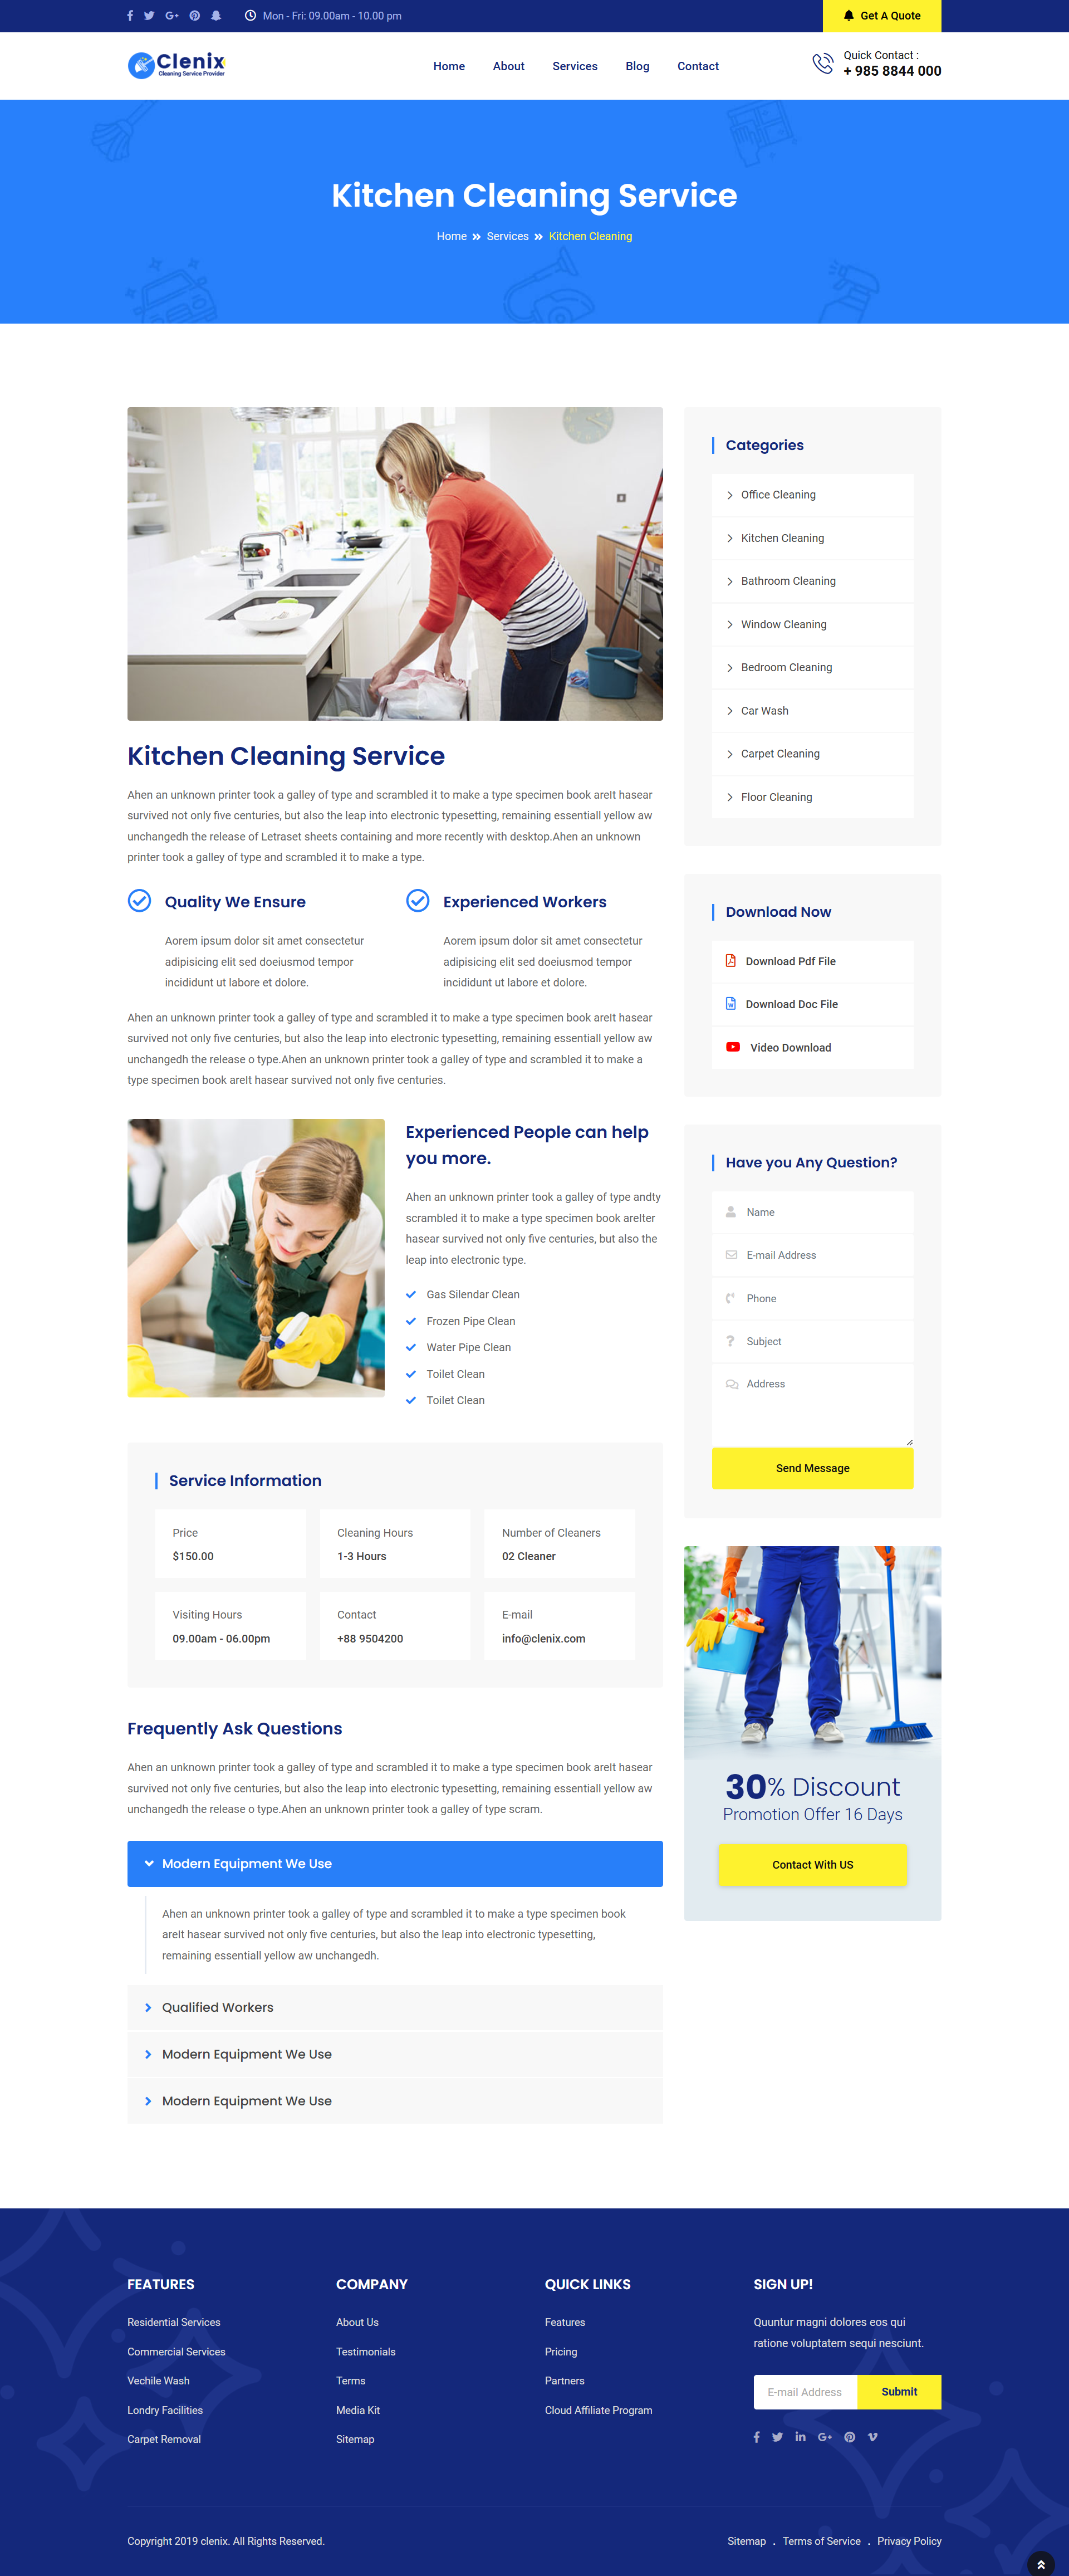 Mon - Fri: 09.00am - 10.00 pm
Get A Quote
Clenix
Cleaning Service Provider
Home
About
Services
Blog
Contact
Quick Contact :
+ 985 8844 000
Kitchen Cleaning Service
Home » Services » Kitchen Cleaning
Kitchen Cleaning Service
Ahen an unknown printer took a galley of type and scrambled it to make a type specimen book areIt hasear
survived not only five centuries, but also the leap into electronic typesetting, remaining essentiall yellow aw
unchangedh the release of Letraset sheets containing and more recently with desktop.Ahen an unknown
printer took a galley of type and scrambled it to make a type.
Quality We Ensure
Aorem ipsum dolor sit amet consectetur
adipisicing elit sed doeiusmod tempor
incididunt ut labore et dolore.
Experienced Workers
Aorem ipsum dolor sit amet consectetur
adipisicing elit sed doeiusmod tempor
incididunt ut labore et dolore.
Ahen an unknown printer took a galley of type and scrambled it to make a type specimen book areIt hasear
survived not only five centuries, but also the leap into electronic typesetting, remaining essentiall yellow aw
unchangedh the release o type.Ahen an unknown printer took a galley of type and scrambled it to make a
type specimen book areIt hasear survived not only five centuries.
Experienced People can help
you more.
Ahen an unknown printer took a galley of type andty
scrambled it to make a type specimen book areIter
hasear survived not only five centuries, but also the
leap into electronic type.
Gas Silendar Clean
Frozen Pipe Clean
Water Pipe Clean
Toilet Clean
Toilet Clean
Service Information
Price
$150.00
Cleaning Hours
1-3 Hours
Number of Cleaners
02 Cleaner
Visiting Hours
09.00am - 06.00pm
Contact
+88 9504200
E-mail
info@clenix.com
Frequently Ask Questions
Ahen an unknown printer took a galley of type and scrambled it to make a type specimen book areIt hasear
survived not only five centuries, but also the leap into electronic typesetting, remaining essentiall yellow aw
unchangedh the release o type.Ahen an unknown printer took a galley of type scram.
Modern Equipment We Use
Ahen an unknown printer took a galley of type and scrambled it to make a type specimen book
areIt hasear survived not only five centuries, but also the leap into electronic typesetting,
remaining essentiall yellow aw unchangedh.
Qualified Workers
Modern Equipment We Use
Modern Equipment We Use
Categories
Office Cleaning
Kitchen Cleaning
Bathroom Cleaning
Window Cleaning
Bedroom Cleaning
Car Wash
Carpet Cleaning
Floor Cleaning
Download Now
Download Pdf File
Download Doc File
Video Download
Have you Any Question?
Name
E-mail Address
Phone
Subject
Address
Send Message
30% Discount
Promotion Offer 16 Days
Contact With US
FEATURES
Residential Services
Commercial Services
Vechile Wash
Londry Facilities
Carpet Removal
COMPANY
About Us
Testimonials
Terms
Media Kit
Sitemap
QUICK LINKS
Features
Pricing
Partners
Cloud Affiliate Program
SIGN UP!
Quuntur magni dolores eos qui
ratione voluptatem sequi nesciunt.
E-mail Address
Submit
Copyright 2019 clenix. All Rights Reserved.
Sitemap . Terms of Service . Privacy Policy